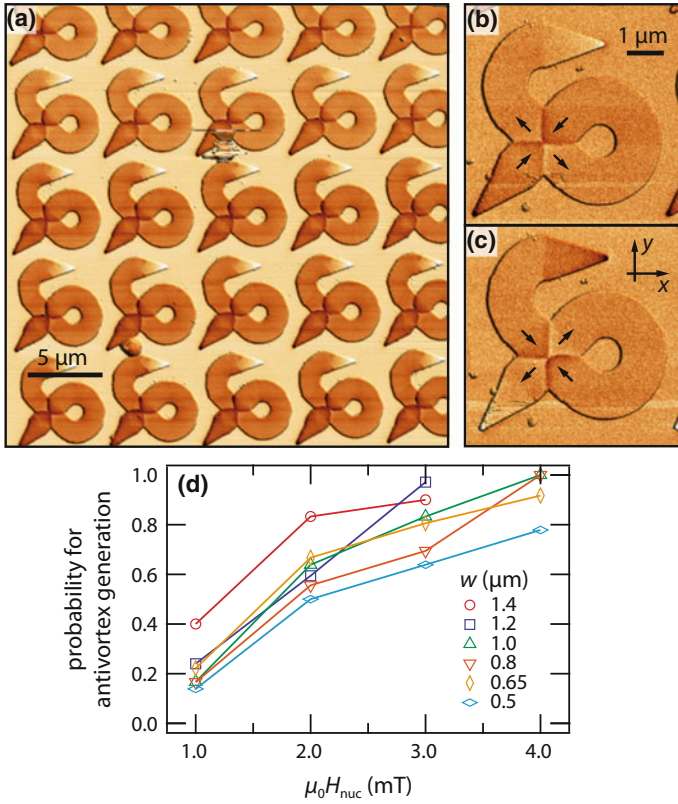 (a)
5 μm
(b)
1 μm
(c)
y
x
(d)
probability for
antivortex generation
1.0
0.8
0.6
0.4
0.2
0.0
w (μm)
1.4
1.2
1.0
0.8
0.65
0.5
1.0 2.0 3.0 4.0
μ₀Hnuc (mT)